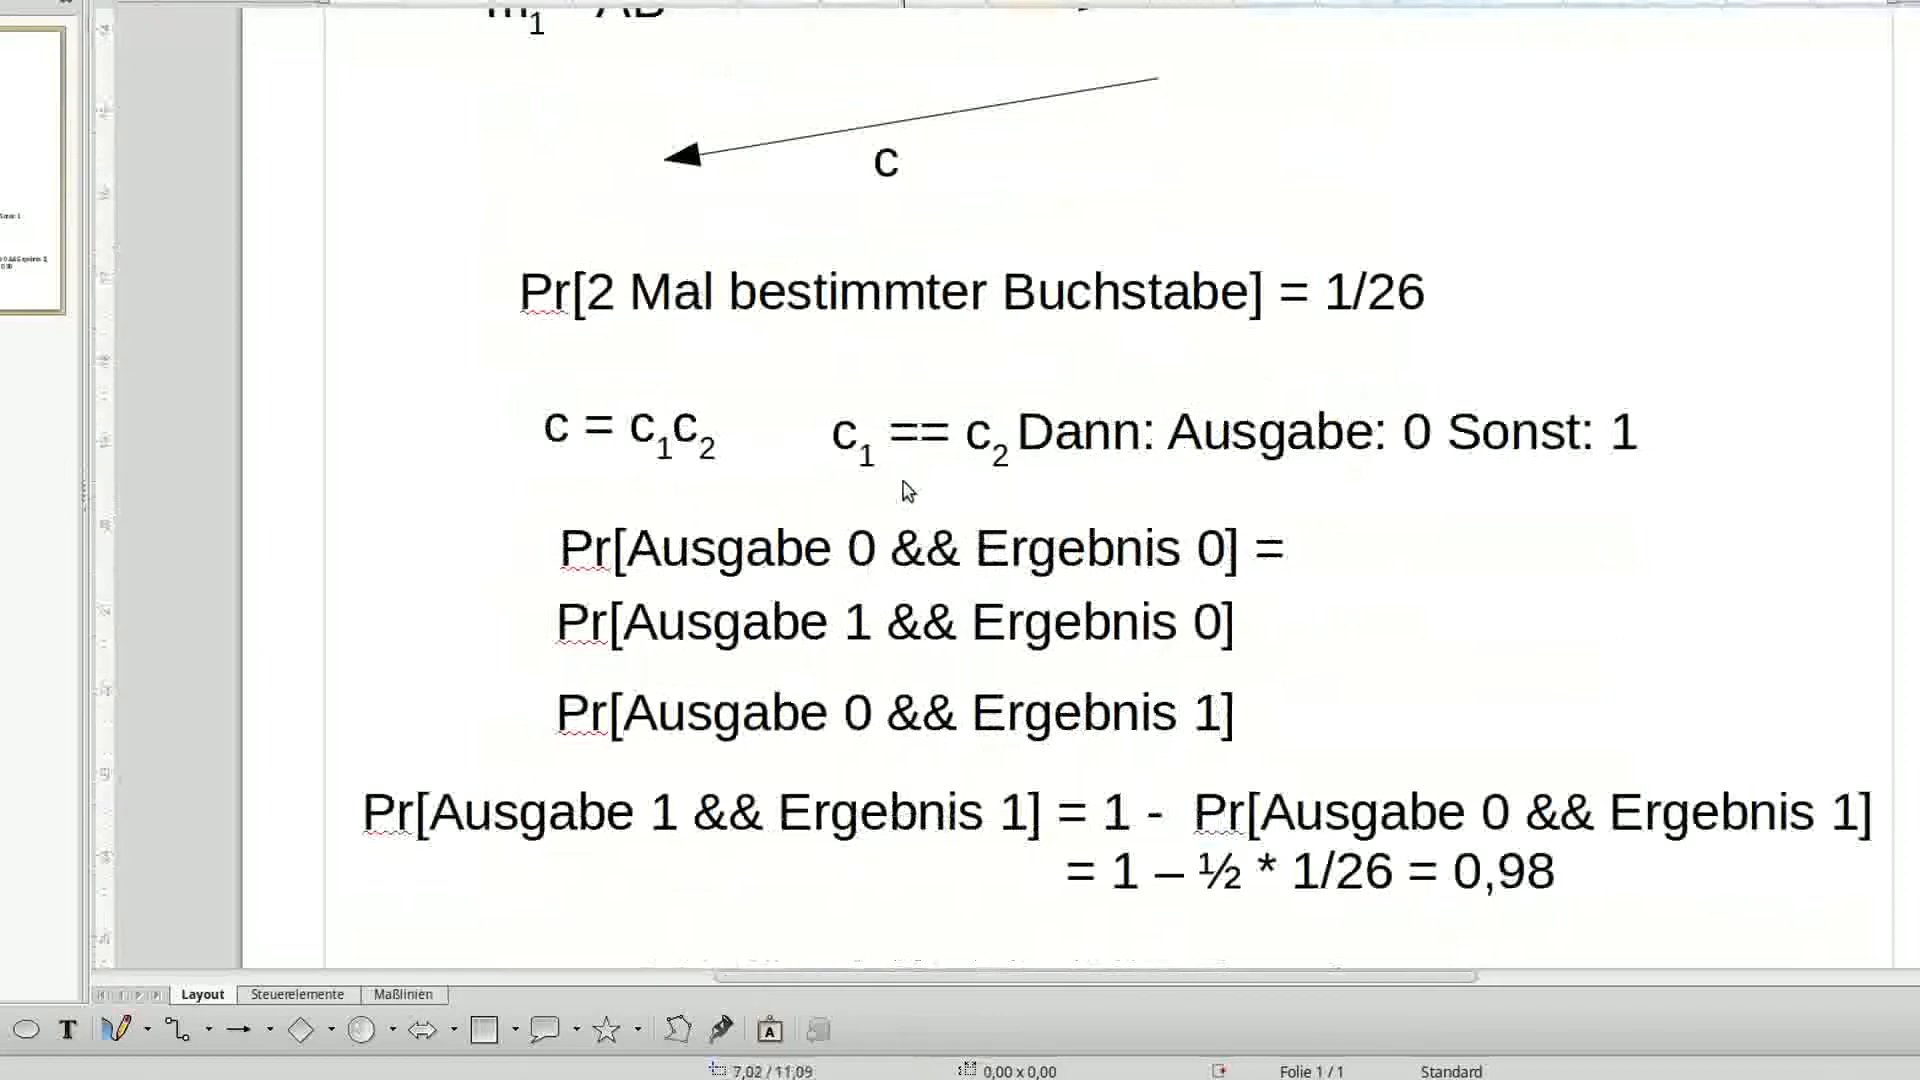 c
Pr[2 Mal bestimmter Buchstabe] = 1/26
c = c₁c₂
c₁ == c₂ Dann: Ausgabe: 0 Sonst: 1
Pr[Ausgabe 0 && Ergebnis 0] =
Pr[Ausgabe 1 && Ergebnis 0]
Pr[Ausgabe 0 && Ergebnis 1]
Pr[Ausgabe 1 && Ergebnis 1] = 1 - Pr[Ausgabe 0 && Ergebnis 1]
= 1 – ½ * 1/26 = 0,98
Layout Steuerelemente Maßlinien
7,02 / 11,09 0,00 x 0,00 Folie 1 / 1 Standard